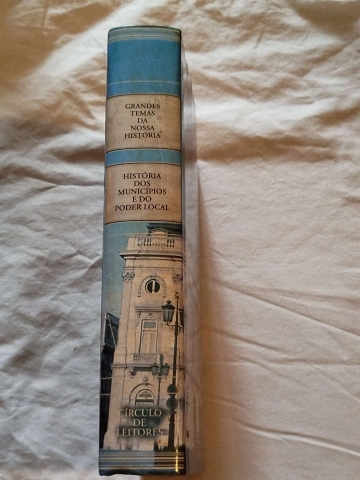 GRANDES
TEMAS
DA
NOSSA
HISTÓRIA
HISTÓRIA
DOS
MUNICÍPIOS
E DO
PODER LOCAL
CÍRCULO
DE
LEITORES